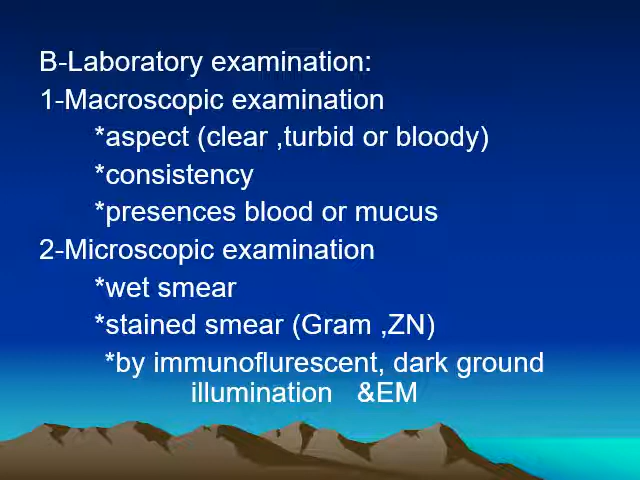 B-Laboratory examination:
1-Macroscopic examination
*aspect (clear ,turbid or bloody)
*consistency
*presences blood or mucus
2-Microscopic examination
*wet smear
*stained smear (Gram ,ZN)
*by immunoflurescent, dark ground
illumination &EM